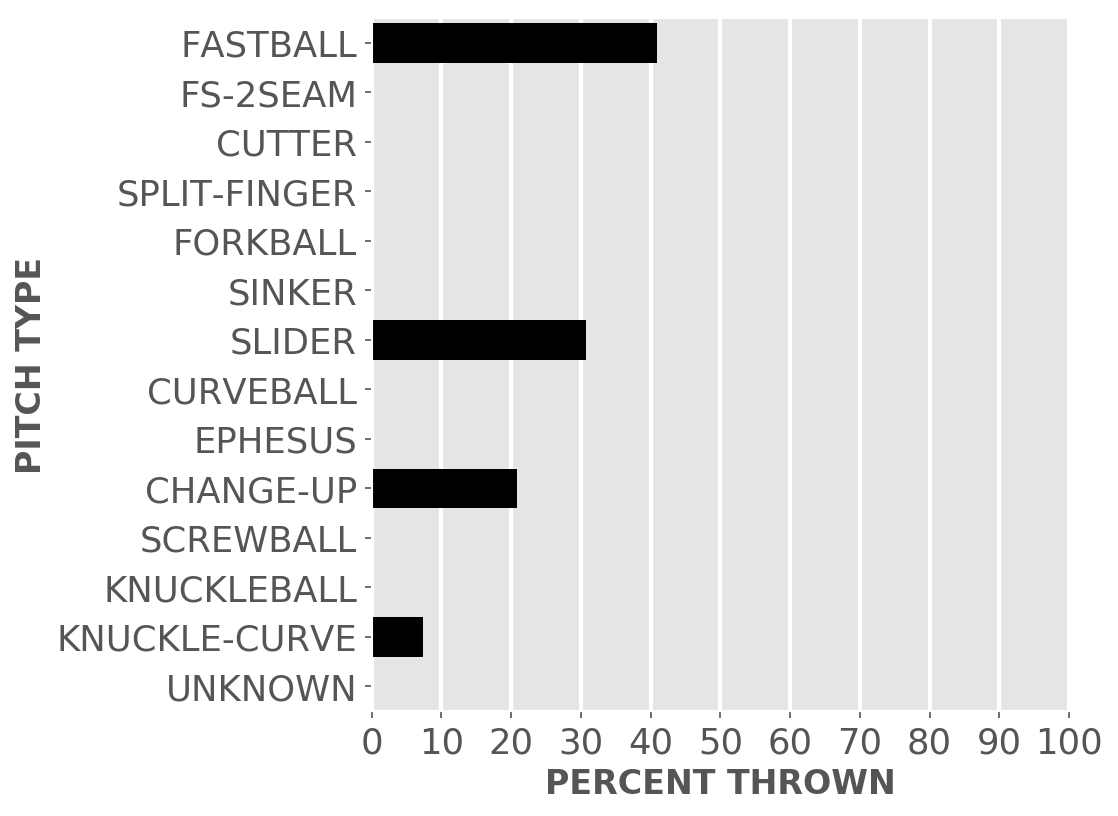 FASTBALL
FS-2SEAM
CUTTER
SPLIT-FINGER
FORKBALL
SINKER
SLIDER
CURVEBALL
EPHESUS
CHANGE-UP
SCREWBALL
KNUCKLEBALL
KNUCKLE-CURVE
UNKNOWN
PITCH TYPE
0 10 20 30 40 50 60 70 80 90 100
PERCENT THROWN